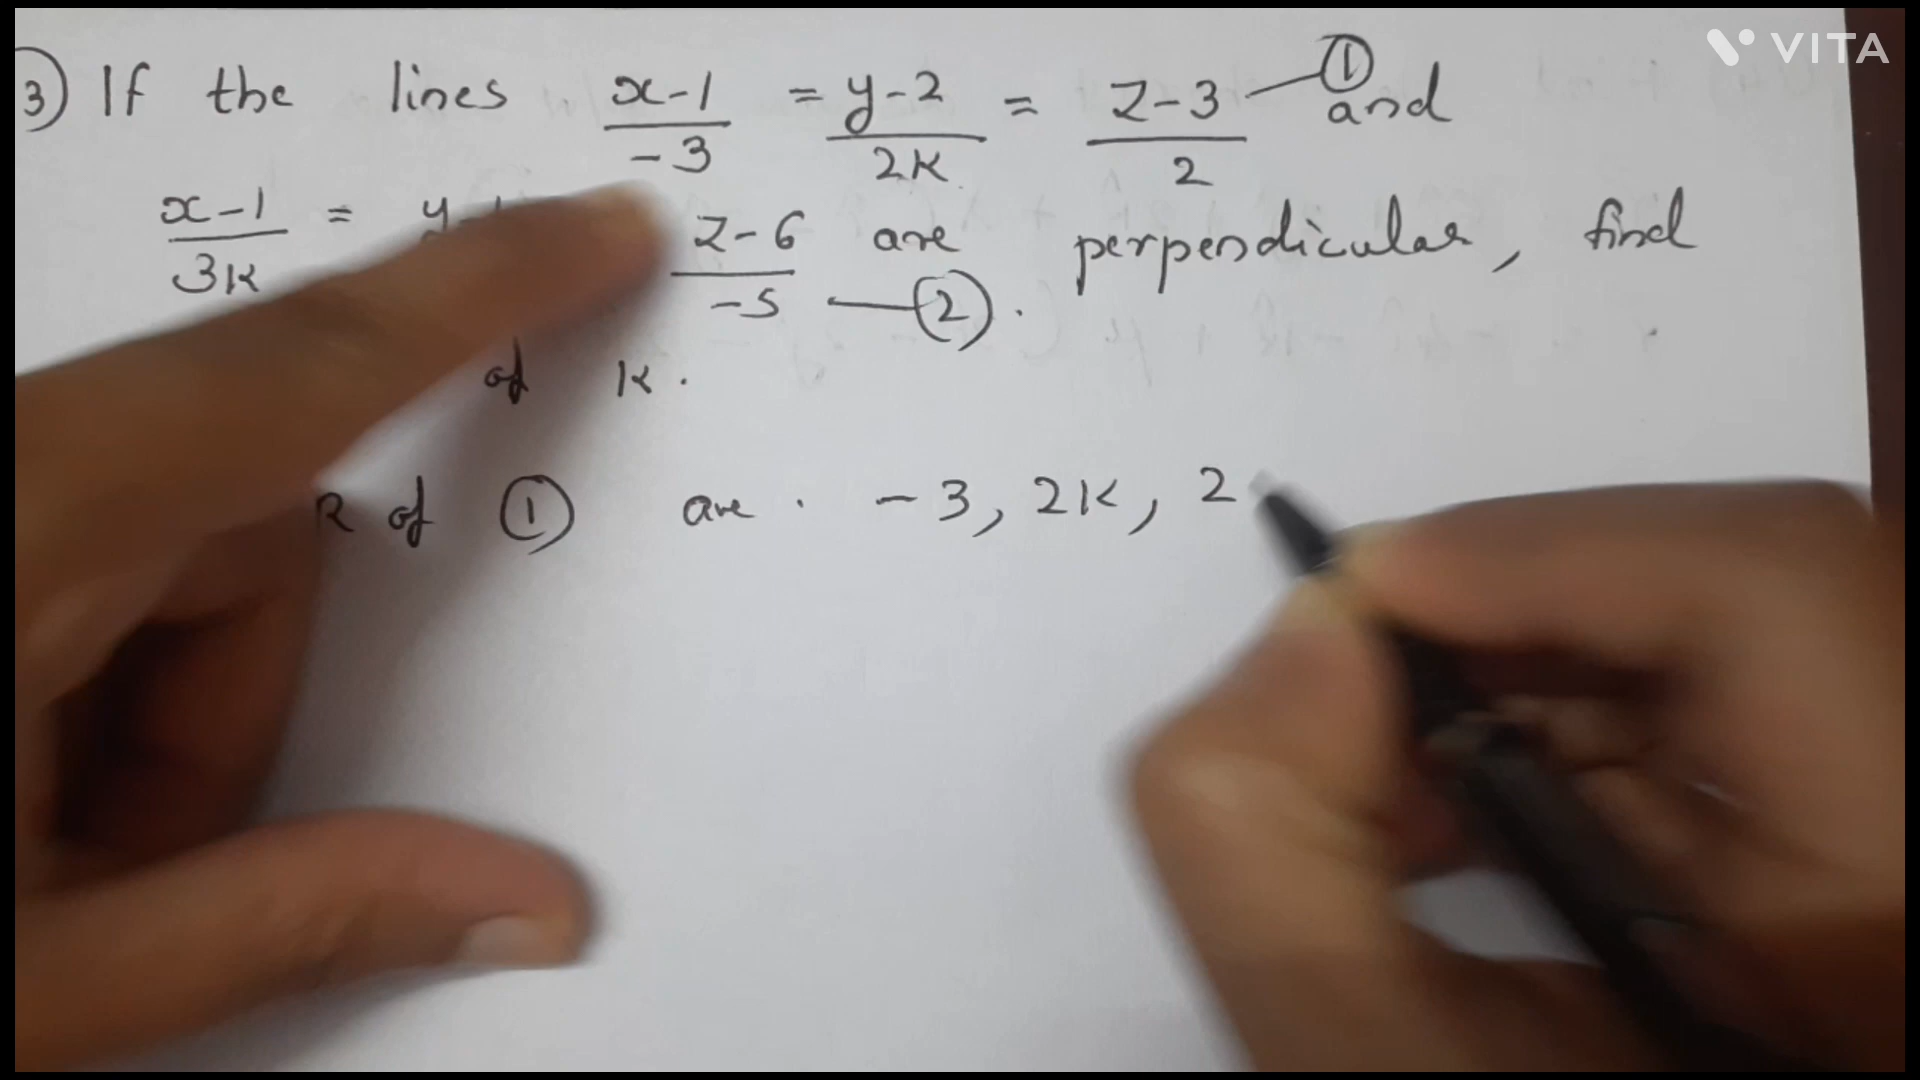 VITA
3) If the lines x-1/-3 = y-2/2K = z-3/2 — ① and
x-1/3K = z-6/-5 — ②. are perpendicular, find
of K.
R of ① are . -3, 2K, 2